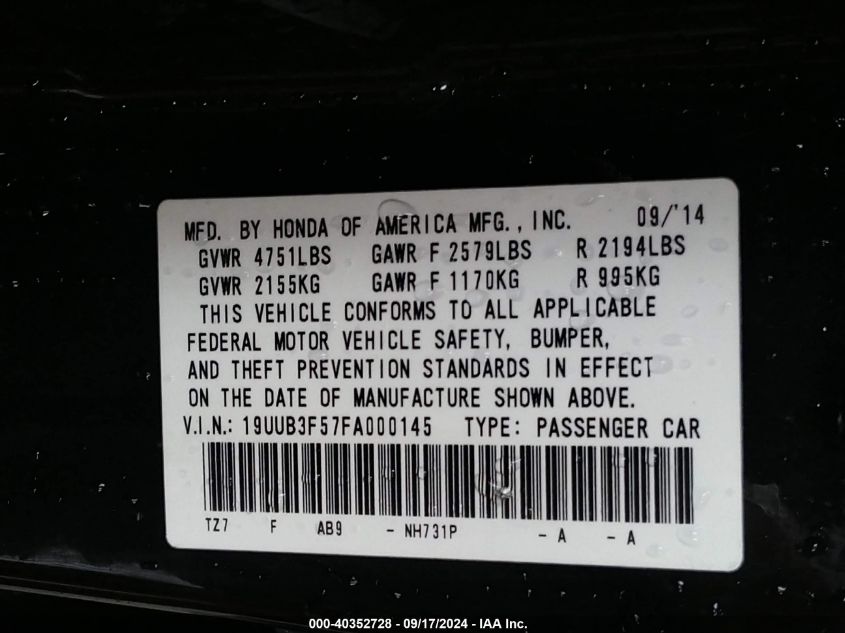 MFD. BY HONDA OF AMERICA MFG., INC. 09/'14
GVWR 4751LBS GAWR F 2579LBS R 2194LBS
GVWR 2155KG GAWR F 1170KG R 995KG
THIS VEHICLE CONFORMS TO ALL APPLICABLE
FEDERAL MOTOR VEHICLE SAFETY, BUMPER,
AND THEFT PREVENTION STANDARDS IN EFFECT
ON THE DATE OF MANUFACTURE SHOWN ABOVE.
V.I.N.: 19UUB3F57FA000145 TYPE: PASSENGER CAR
TZ7 F AB9 - NH731P - A - A
000-40352728 - 09/17/2024 - IAA Inc.